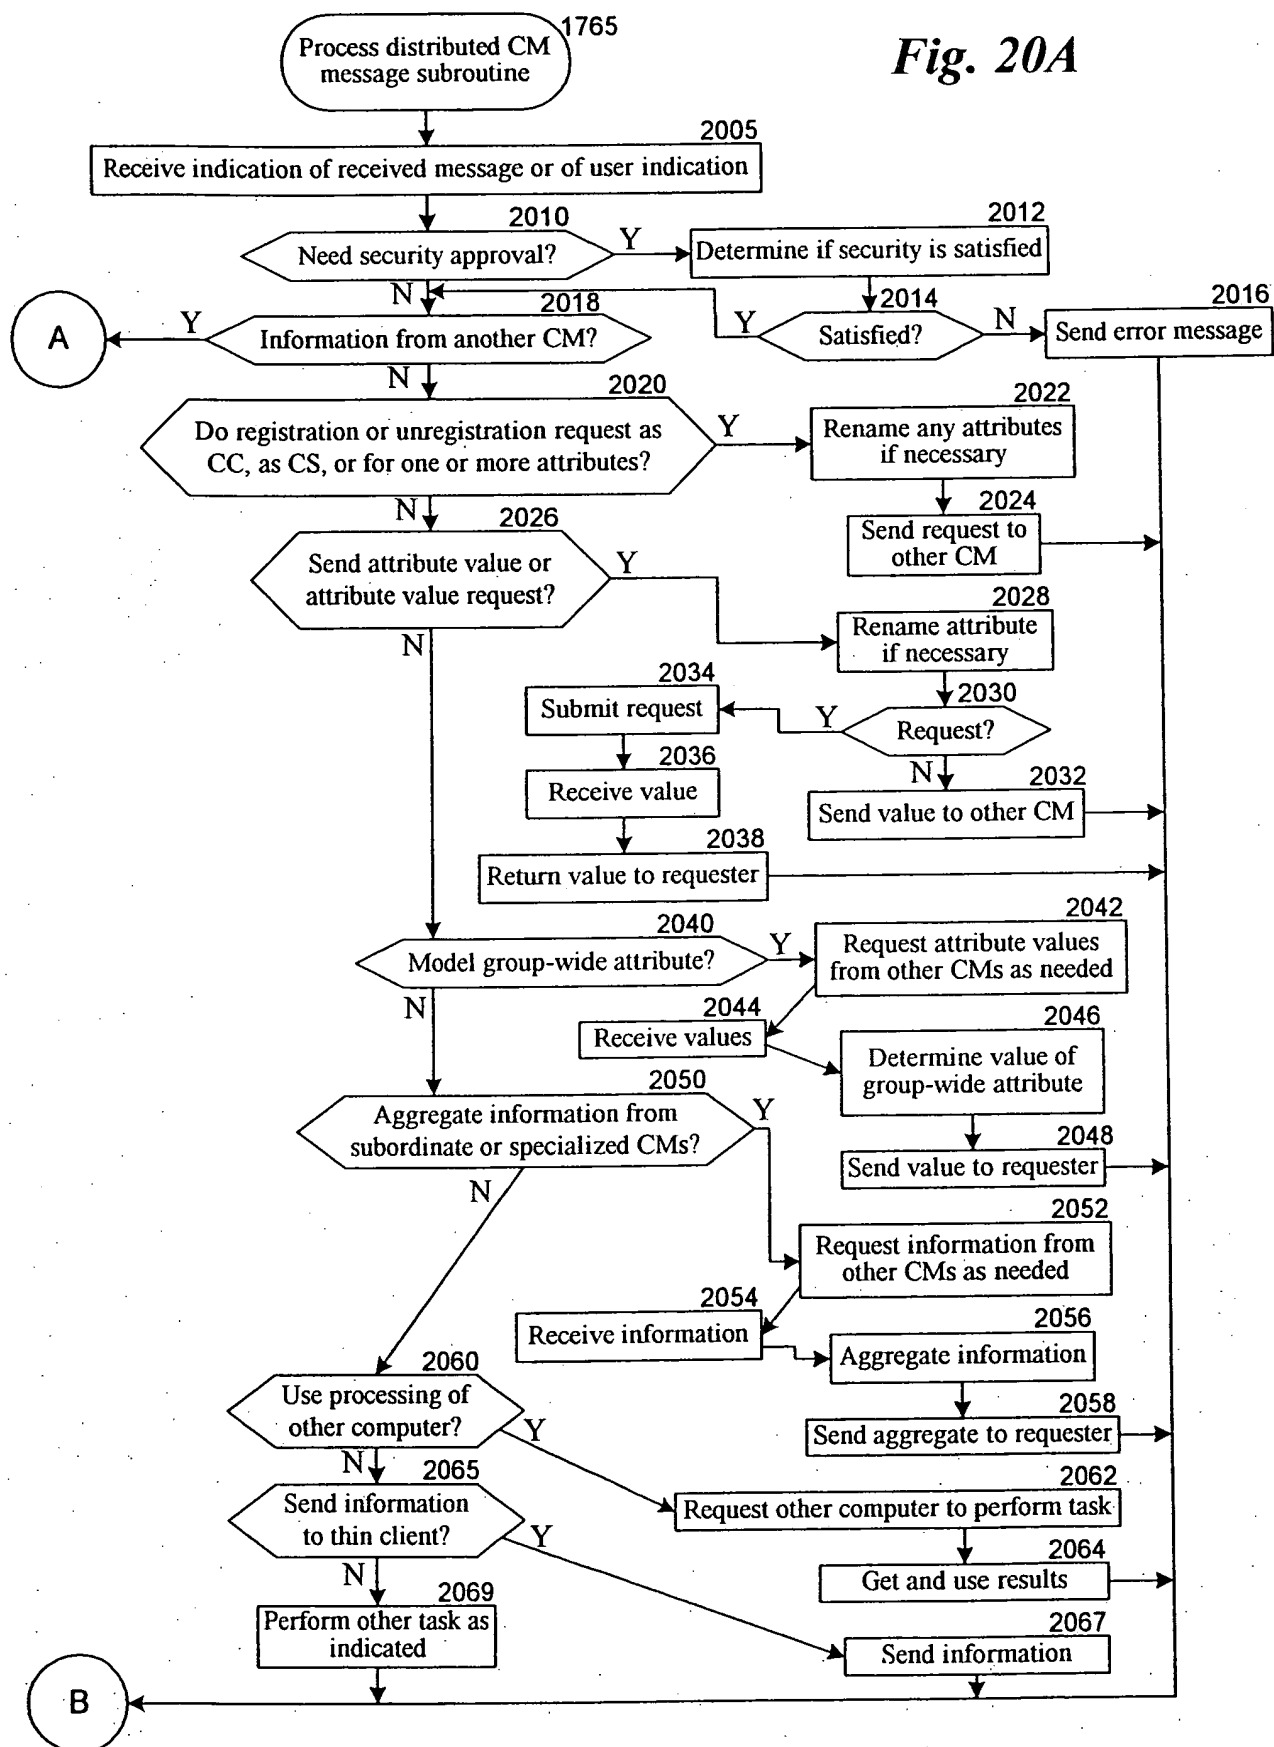 1765
Process distributed CM
message subroutine
Fig. 20A
2005
Receive indication of received message or of user indication
2010
Need security approval?
Y
2012
Determine if security is satisfied
N
2018
2014
2016
A
Y
Information from another CM?
Y
Satisfied?
N
Send error message
N
2020
Do registration or unregistration request as
CC, as CS, or for one or more attributes?
Y
2022
Rename any attributes
if necessary
N
2024
Send request to
other CM
2026
Send attribute value or
attribute value request?
Y
N
2028
Rename attribute
if necessary
2034
Submit request
Y
2030
Request?
2036
Receive value
N
2032
Send value to other CM
2038
Return value to requester
2040
Model group-wide attribute?
Y
2042
Request attribute values
from other CMs as needed
N
2044
Receive values
2046
Determine value of
group-wide attribute
2050
Aggregate information from
subordinate or specialized CMs?
Y
2048
Send value to requester
N
2052
Request information from
other CMs as needed
2054
Receive information
2056
Aggregate information
2060
Use processing of
other computer?
Y
2058
Send aggregate to requester
N
2065
Send information
to thin client?
Y
2062
Request other computer to perform task
2064
Get and use results
N
2069
Perform other task as
indicated
2067
Send information
B